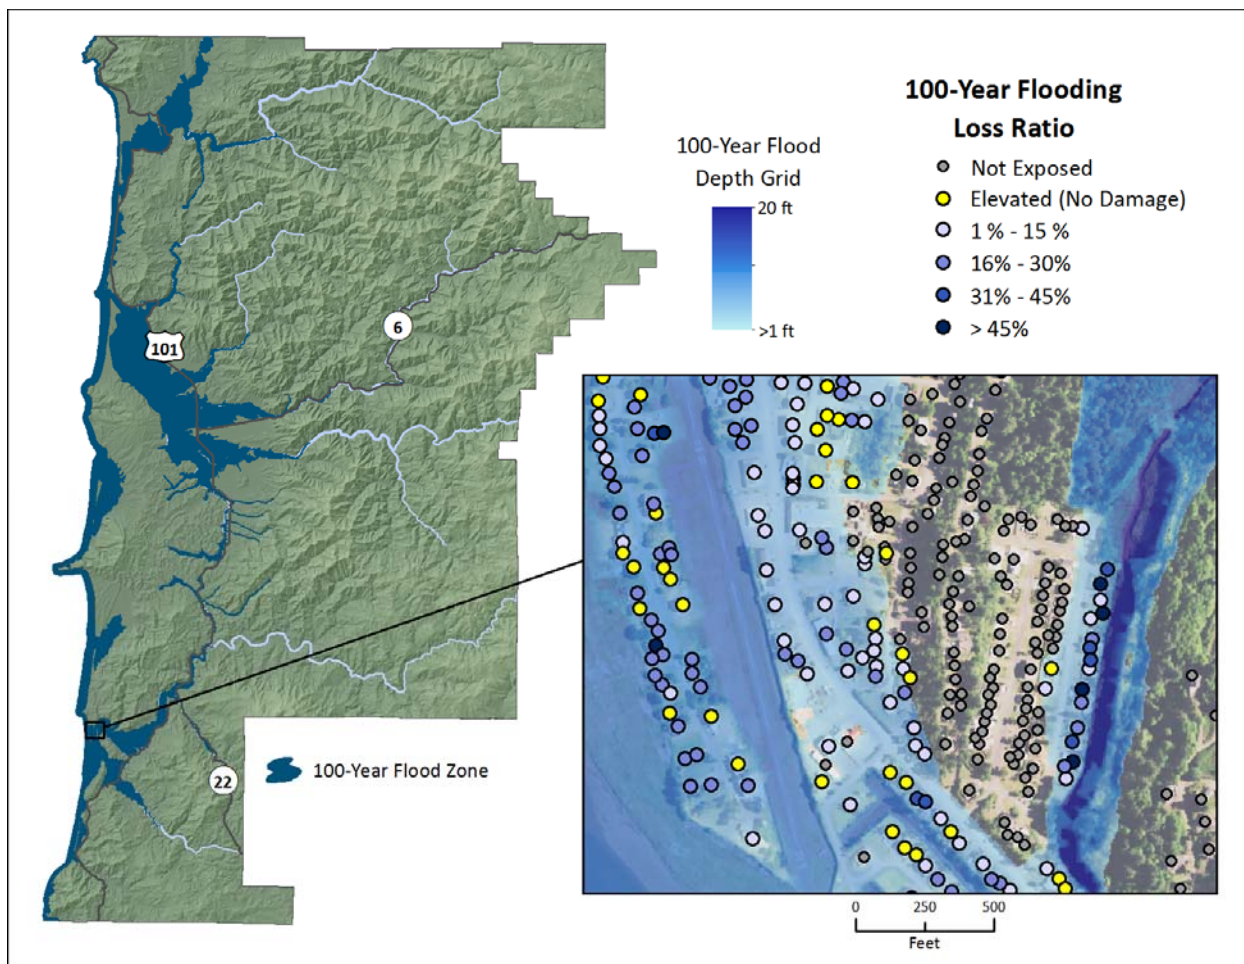 100-Year Flooding
Loss Ratio
Not Exposed
Elevated (No Damage)
1 % - 15 %
16% - 30%
31% - 45%
> 45%
100-Year Flood
Depth Grid
20 ft
>1 ft
101
6
22
100-Year Flood Zone
0 250 500
Feet